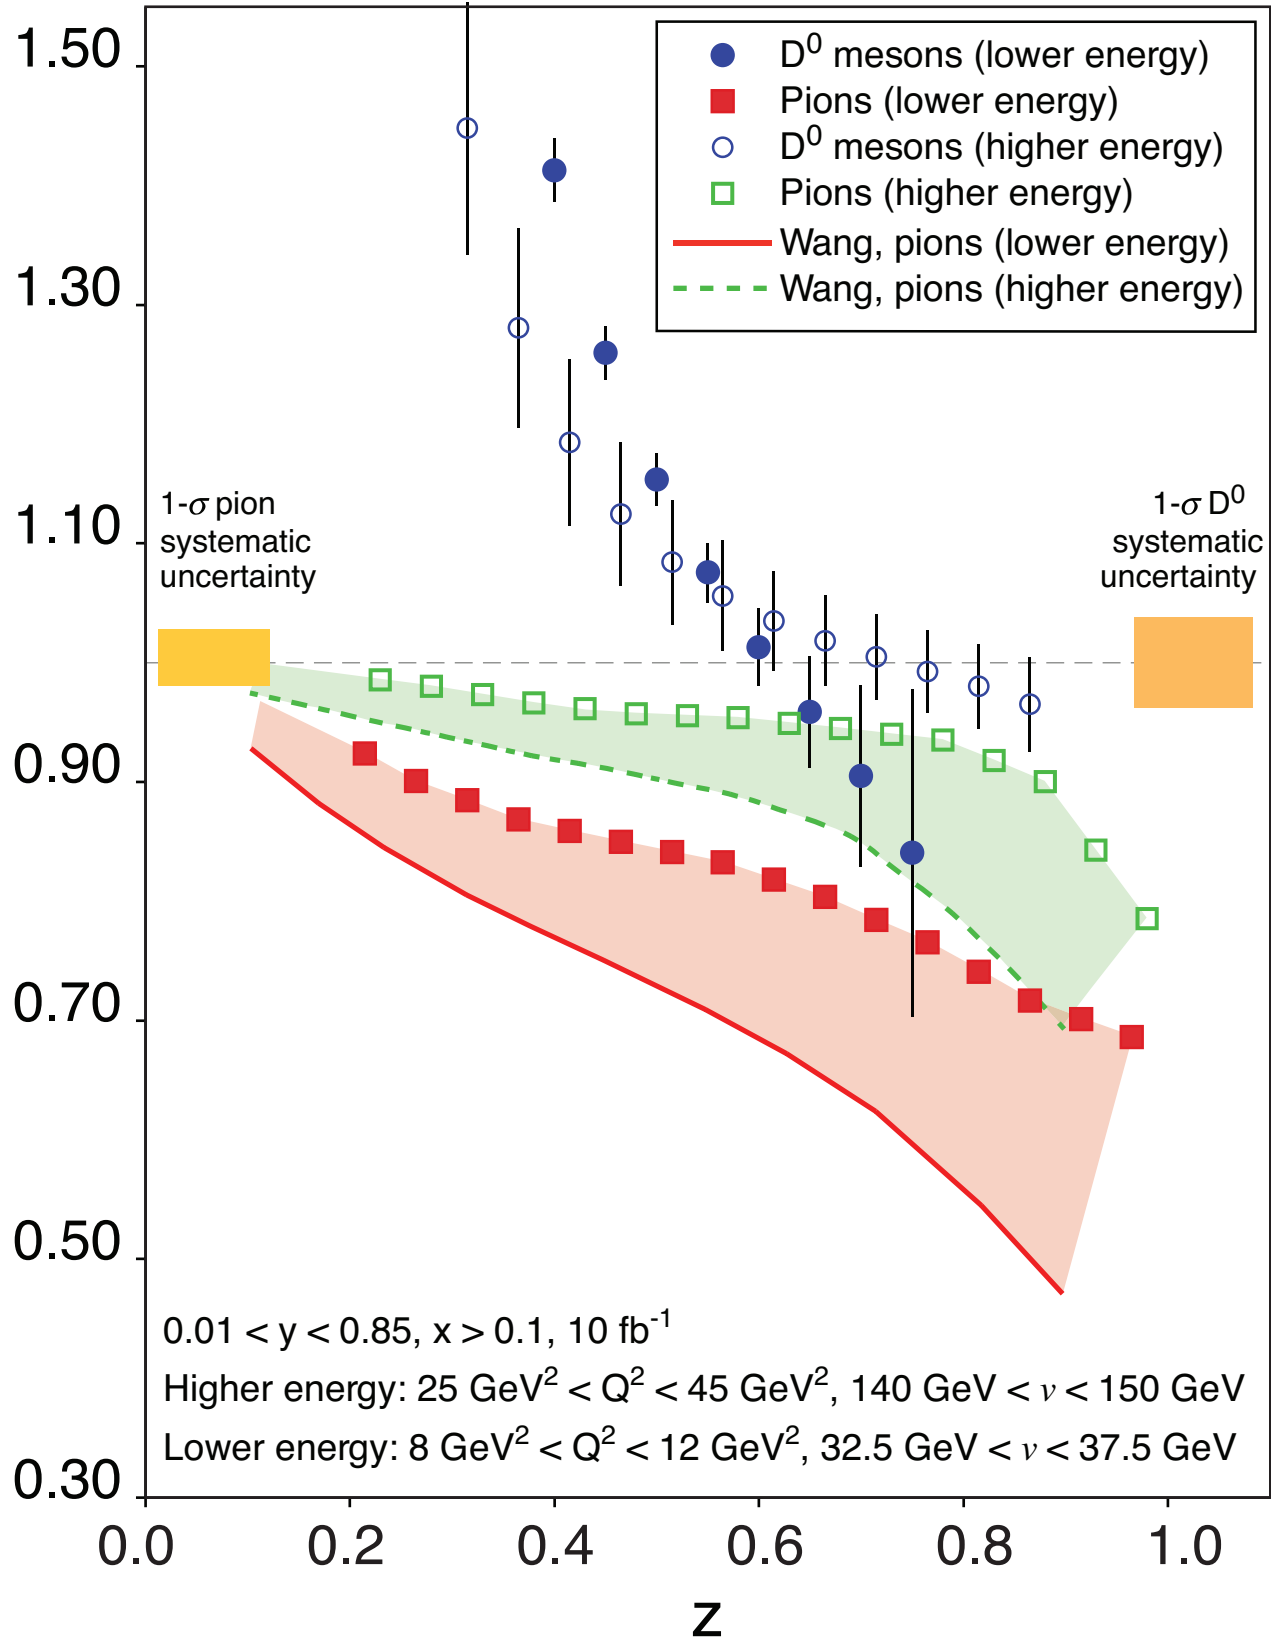 1.50
1.30
1.10
0.90
0.70
0.50
0.30
D⁰ mesons (lower energy)
Pions (lower energy)
D⁰ mesons (higher energy)
Pions (higher energy)
Wang, pions (lower energy)
Wang, pions (higher energy)
1-σ pion
systematic
uncertainty
1-σ D⁰
systematic
uncertainty
0.01 < y < 0.85, x > 0.1, 10 fb⁻¹
Higher energy: 25 GeV² < Q² < 45 GeV², 140 GeV < ν < 150 GeV
Lower energy: 8 GeV² < Q² < 12 GeV², 32.5 GeV < ν < 37.5 GeV
0.0 0.2 0.4 0.6 0.8 1.0
z